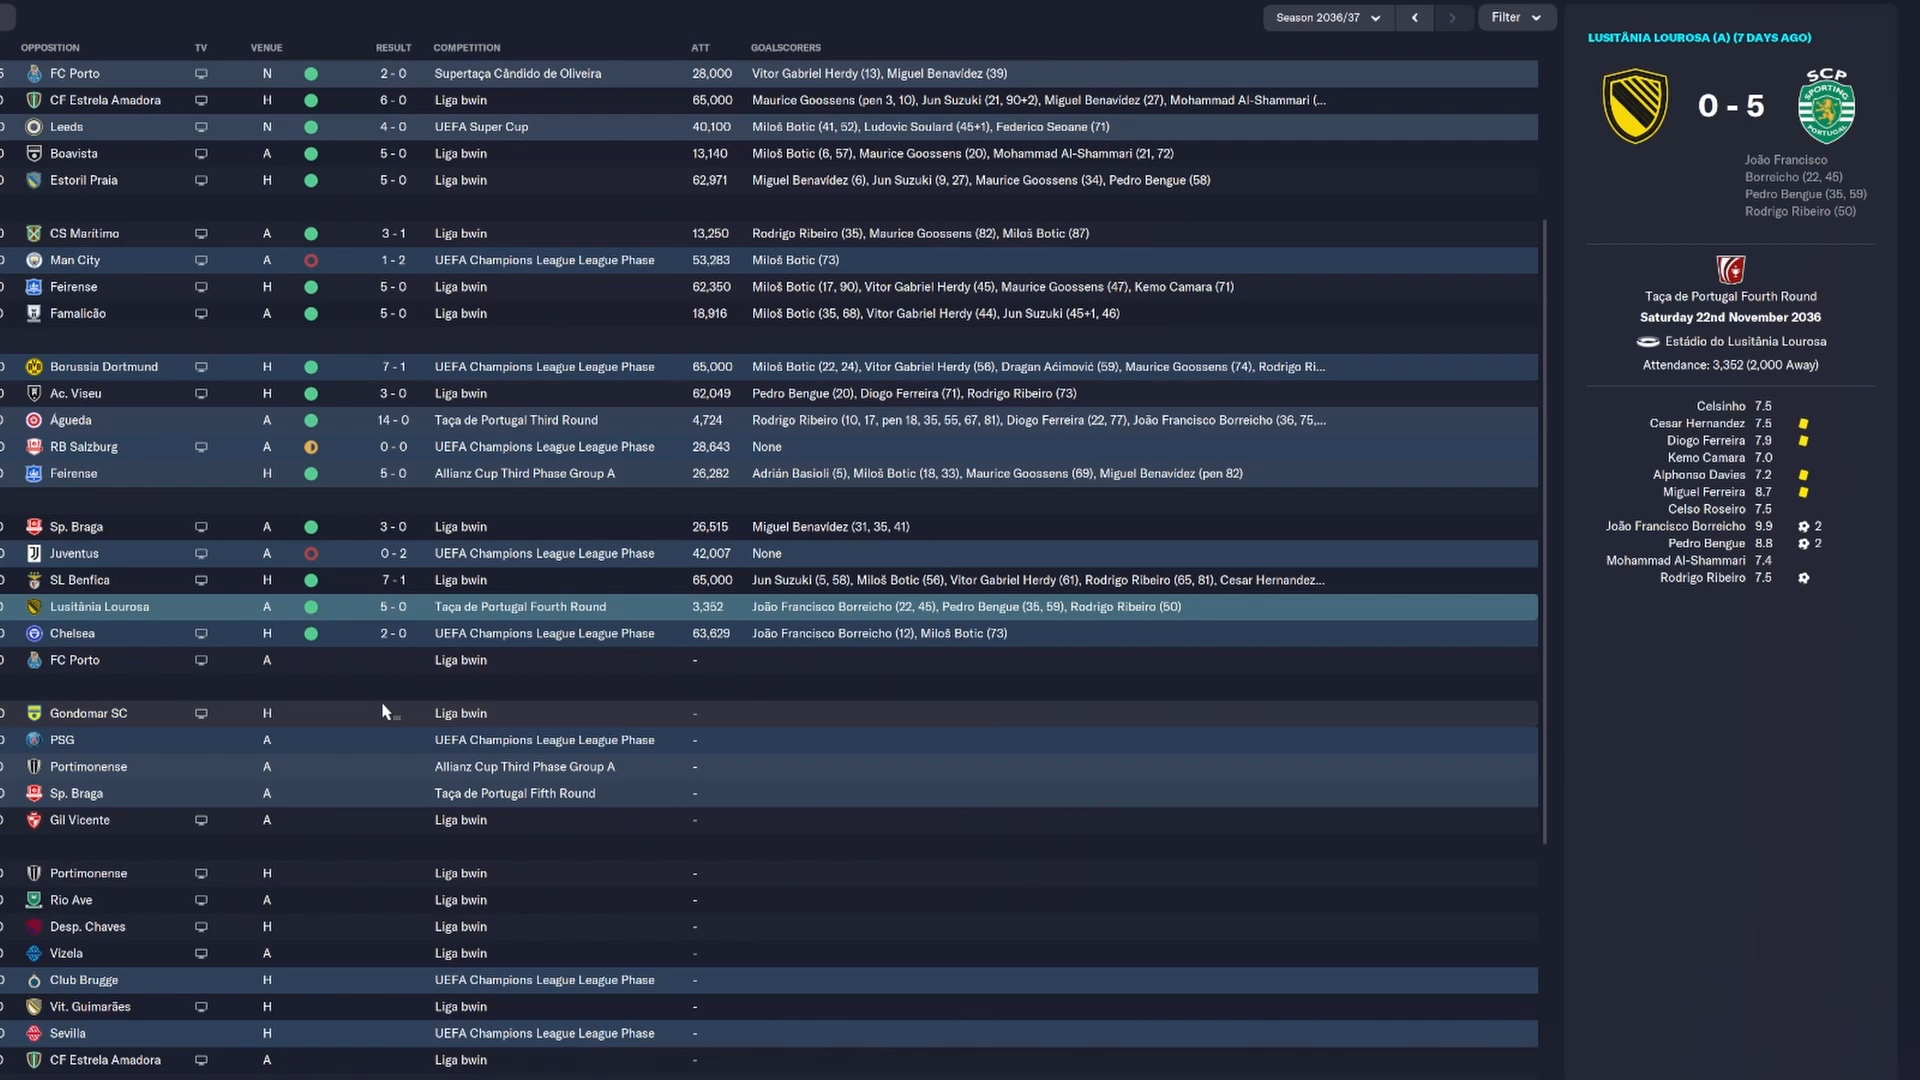 Season 2036/37 Filter
OPPOSITION TV VENUE RESULT COMPETITION ATT GOALSCORERS
FC Porto N 2 - 0 Supertaça Cândido de Oliveira 28,000 Vitor Gabriel Herdy (13), Miguel Benavídez (39)
CF Estrela Amadora H 6 - 0 Liga bwin 65,000 Maurice Goossens (pen 3, 10), Jun Suzuki (21, 90+2), Miguel Benavídez (27), Mohammad Al-Shammari (...
Leeds N 4 - 0 UEFA Super Cup 40,100 Miloš Botic (41, 52), Ludovic Soulard (45+1), Federico Seoane (71)
Boavista A 5 - 0 Liga bwin 13,140 Miloš Botic (6, 57), Maurice Goossens (20), Mohammad Al-Shammari (21, 72)
Estoril Praia H 5 - 0 Liga bwin 62,971 Miguel Benavídez (6), Jun Suzuki (9, 27), Maurice Goossens (34), Pedro Bengue (58)
CS Marítimo A 3 - 1 Liga bwin 13,250 Rodrigo Ribeiro (35), Maurice Goossens (82), Miloš Botic (87)
Man City A 1 - 2 UEFA Champions League League Phase 53,283 Miloš Botic (73)
Feirense H 5 - 0 Liga bwin 62,350 Miloš Botic (17, 90), Vitor Gabriel Herdy (45), Maurice Goossens (47), Kemo Camara (71)
Famalicão A 5 - 0 Liga bwin 18,916 Miloš Botic (35, 68), Vitor Gabriel Herdy (44), Jun Suzuki (45+1, 46)
Borussia Dortmund H 7 - 1 UEFA Champions League League Phase 65,000 Miloš Botic (22, 24), Vitor Gabriel Herdy (56), Dragan Aćimović (59), Maurice Goossens (74), Rodrigo Ri...
Ac. Viseu H 3 - 0 Liga bwin 62,049 Pedro Bengue (20), Diogo Ferreira (71), Rodrigo Ribeiro (73)
Águeda A 14 - 0 Taça de Portugal Third Round 4,724 Rodrigo Ribeiro (10, 17, pen 18, 35, 55, 67, 81), Diogo Ferreira (22, 77), João Francisco Borreicho (36, 75,...
RB Salzburg A 0 - 0 UEFA Champions League League Phase 28,643 None
Feirense H 5 - 0 Allianz Cup Third Phase Group A 26,282 Adrián Basioli (5), Miloš Botic (18, 33), Maurice Goossens (69), Miguel Benavídez (pen 82)
Sp. Braga A 3 - 0 Liga bwin 26,515 Miguel Benavídez (31, 35, 41)
Juventus A 0 - 2 UEFA Champions League League Phase 42,007 None
SL Benfica H 7 - 1 Liga bwin 65,000 Jun Suzuki (5, 58), Miloš Botic (56), Vitor Gabriel Herdy (61), Rodrigo Ribeiro (65, 81), Cesar Hernandez...
Lusitânia Lourosa A 5 - 0 Taça de Portugal Fourth Round 3,352 João Francisco Borreicho (22, 45), Pedro Bengue (35, 59), Rodrigo Ribeiro (50)
Chelsea H 2 - 0 UEFA Champions League League Phase 63,629 João Francisco Borreicho (12), Miloš Botic (73)
FC Porto A Liga bwin -
Gondomar SC H Liga bwin -
PSG A UEFA Champions League League Phase -
Portimonense A Allianz Cup Third Phase Group A -
Sp. Braga A Taça de Portugal Fifth Round -
Gil Vicente A Liga bwin -
Portimonense H Liga bwin -
Rio Ave A Liga bwin -
Desp. Chaves H Liga bwin -
Vizela A Liga bwin -
Club Brugge H UEFA Champions League League Phase -
Vit. Guimarães H Liga bwin -
Sevilla H UEFA Champions League League Phase -
CF Estrela Amadora A Liga bwin -
LUSITÂNIA LOUROSA (A) (7 DAYS AGO)
SCP
SPORTING
PORTUGAL
0 - 5
João Francisco
Borreicho (22, 45)
Pedro Bengue (35, 59)
Rodrigo Ribeiro (50)
Taça de Portugal Fourth Round
Saturday 22nd November 2036
Estádio do Lusitânia Lourosa
Attendance: 3,352 (2,000 Away)
Celsinho 7.5
Cesar Hernandez 7.5
Diogo Ferreira 7.9
Kemo Camara 7.0
Alphonso Davies 7.2
Miguel Ferreira 8.7
Celso Roseiro 7.5
João Francisco Borreicho 9.9 2
Pedro Bengue 8.8 2
Mohammad Al-Shammari 7.4
Rodrigo Ribeiro 7.5